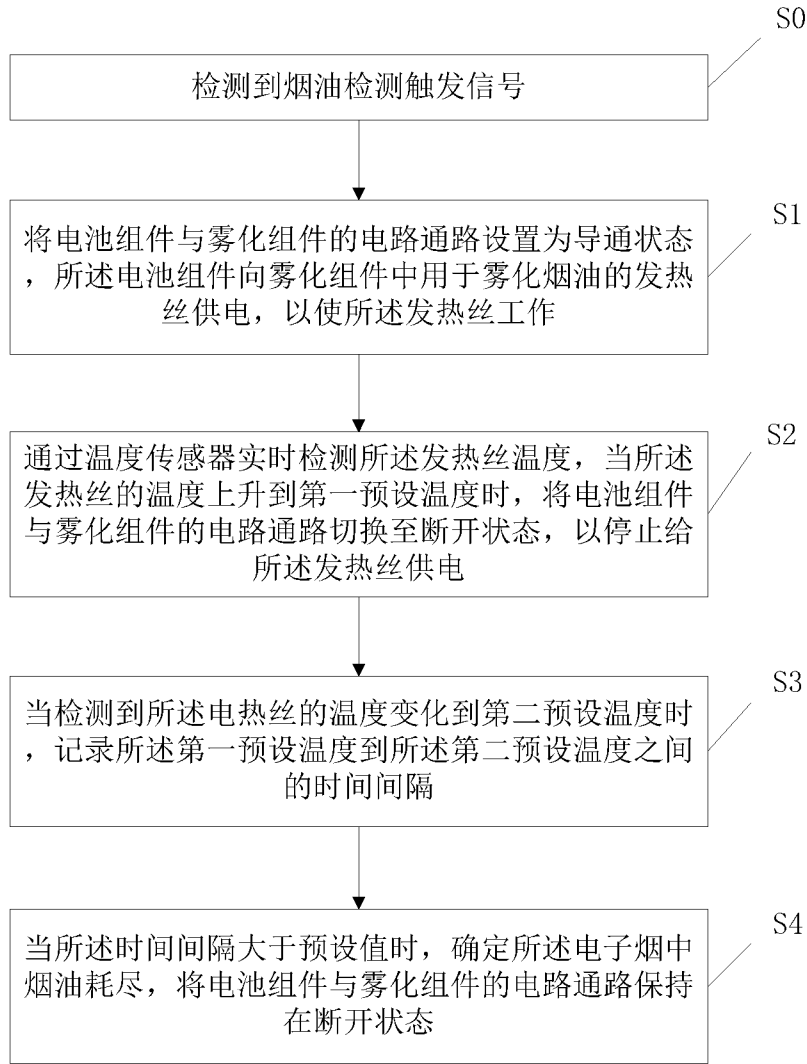 S0
检测到烟油检测触发信号
S1
将电池组件与雾化组件的电路通路设置为导通状态
，所述电池组件向雾化组件中用于雾化烟油的发热
丝供电，以使所述发热丝工作
S2
通过温度传感器实时检测所述发热丝温度，当所述
发热丝的温度上升到第一预设温度时，将电池组件
与雾化组件的电路通路切换至断开状态，以停止给
所述发热丝供电
S3
当检测到所述电热丝的温度变化到第二预设温度时
，记录所述第一预设温度到所述第二预设温度之间
的时间间隔
S4
当所述时间间隔大于预设值时，确定所述电子烟中
烟油耗尽，将电池组件与雾化组件的电路通路保持
在断开状态